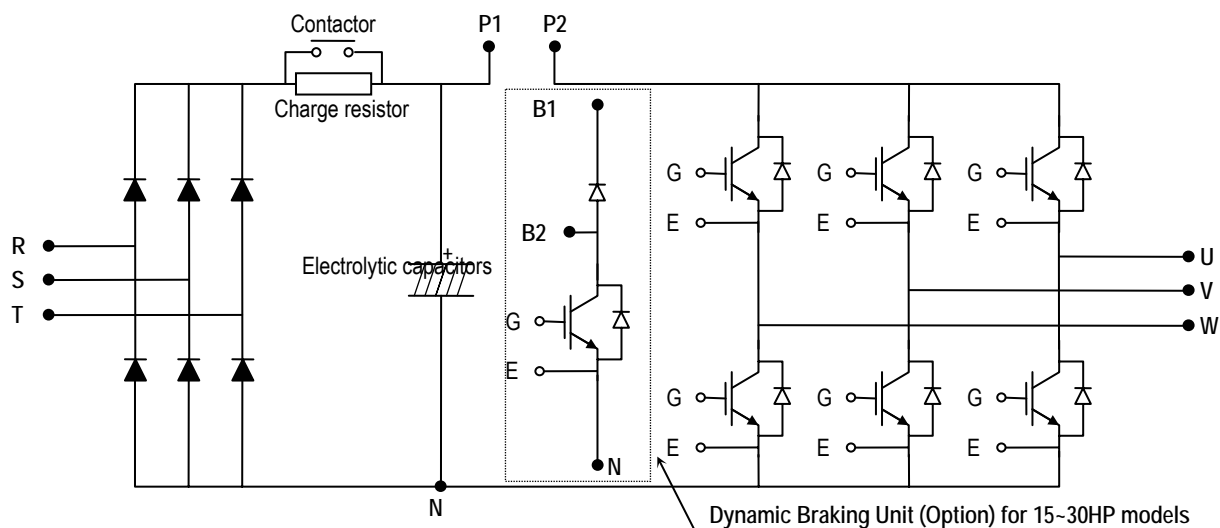 Contactor
P1
P2
Charge resistor
B1
G
G
G
E
E
E
R
B2
S
Electrolytic capacitors
+
U
T
V
G
W
E
G
G
G
E
E
E
N
N
Dynamic Braking Unit (Option) for 15~30HP models